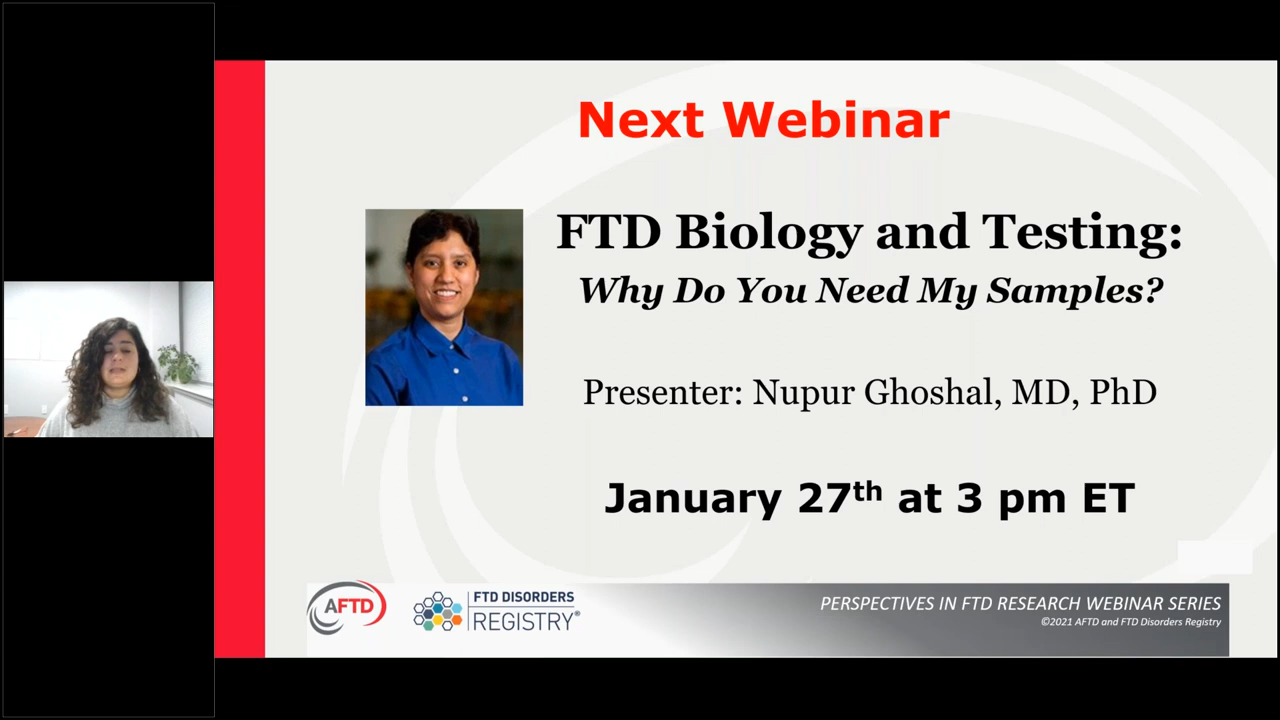 Next Webinar
FTD Biology and Testing:
Why Do You Need My Samples?
Presenter: Nupur Ghoshal, MD, PhD
January 27th at 3 pm ET
AFTD
FTD DISORDERS
REGISTRY®
PERSPECTIVES IN FTD RESEARCH WEBINAR SERIES
©2021 AFTD and FTD Disorders Registry